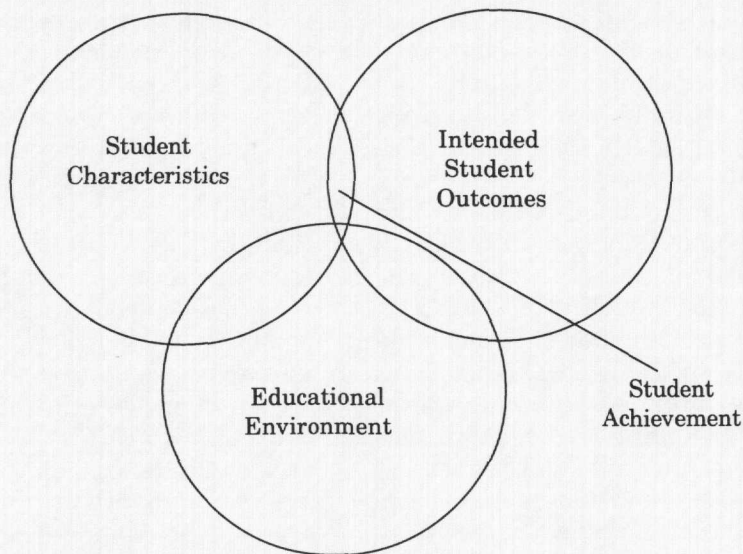 Student
Characteristics
Intended
Student
Outcomes
Educational
Environment
Student
Achievement